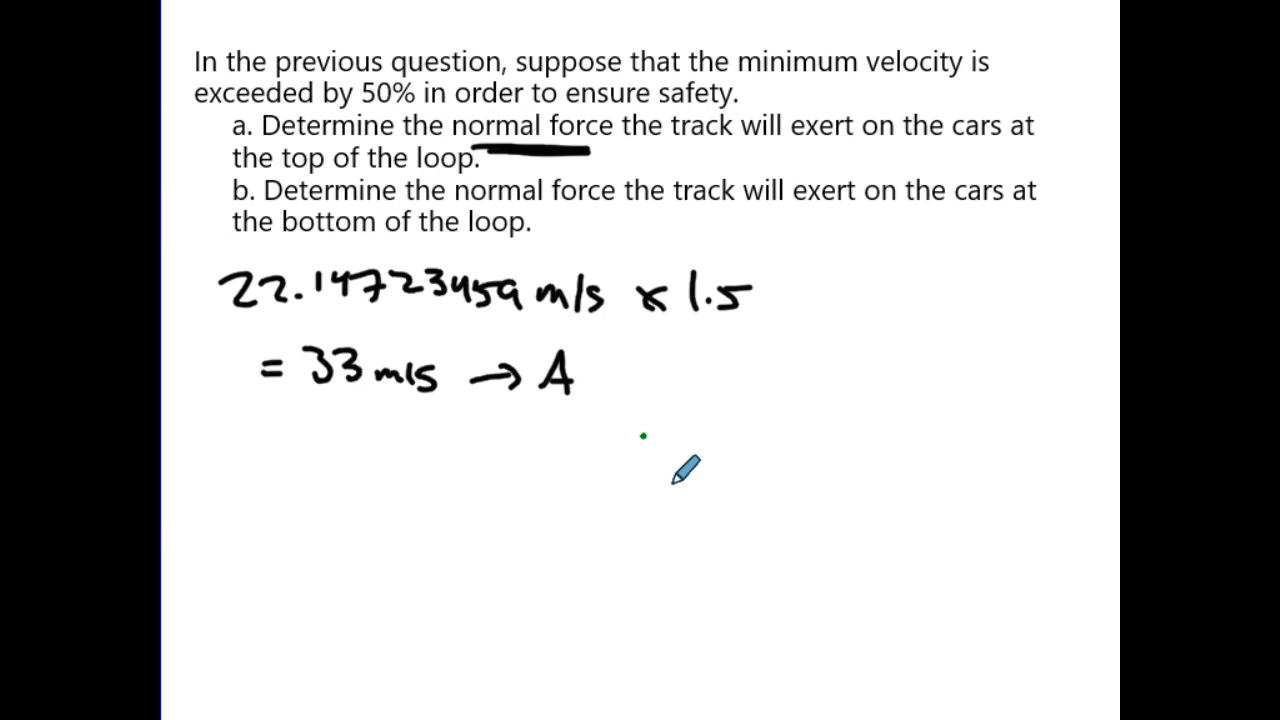 In the previous question, suppose that the minimum velocity is
exceeded by 50% in order to ensure safety.
a. Determine the normal force the track will exert on the cars at
the top of the loop.
b. Determine the normal force the track will exert on the cars at
the bottom of the loop.
22.14723459 m/s × 1.5
= 33 m/s → A